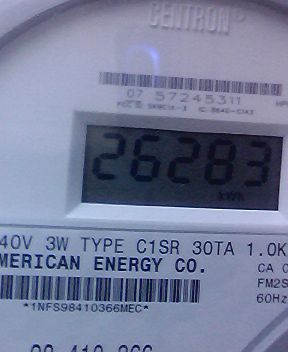 CENTRON®
07 57245311
26283
kWh
40V 3W TYPE C1SR 30TA 1.0K
MERICAN ENERGY CO.
CA 0
FM2S
60Hz
*1NFS98410366MEC*